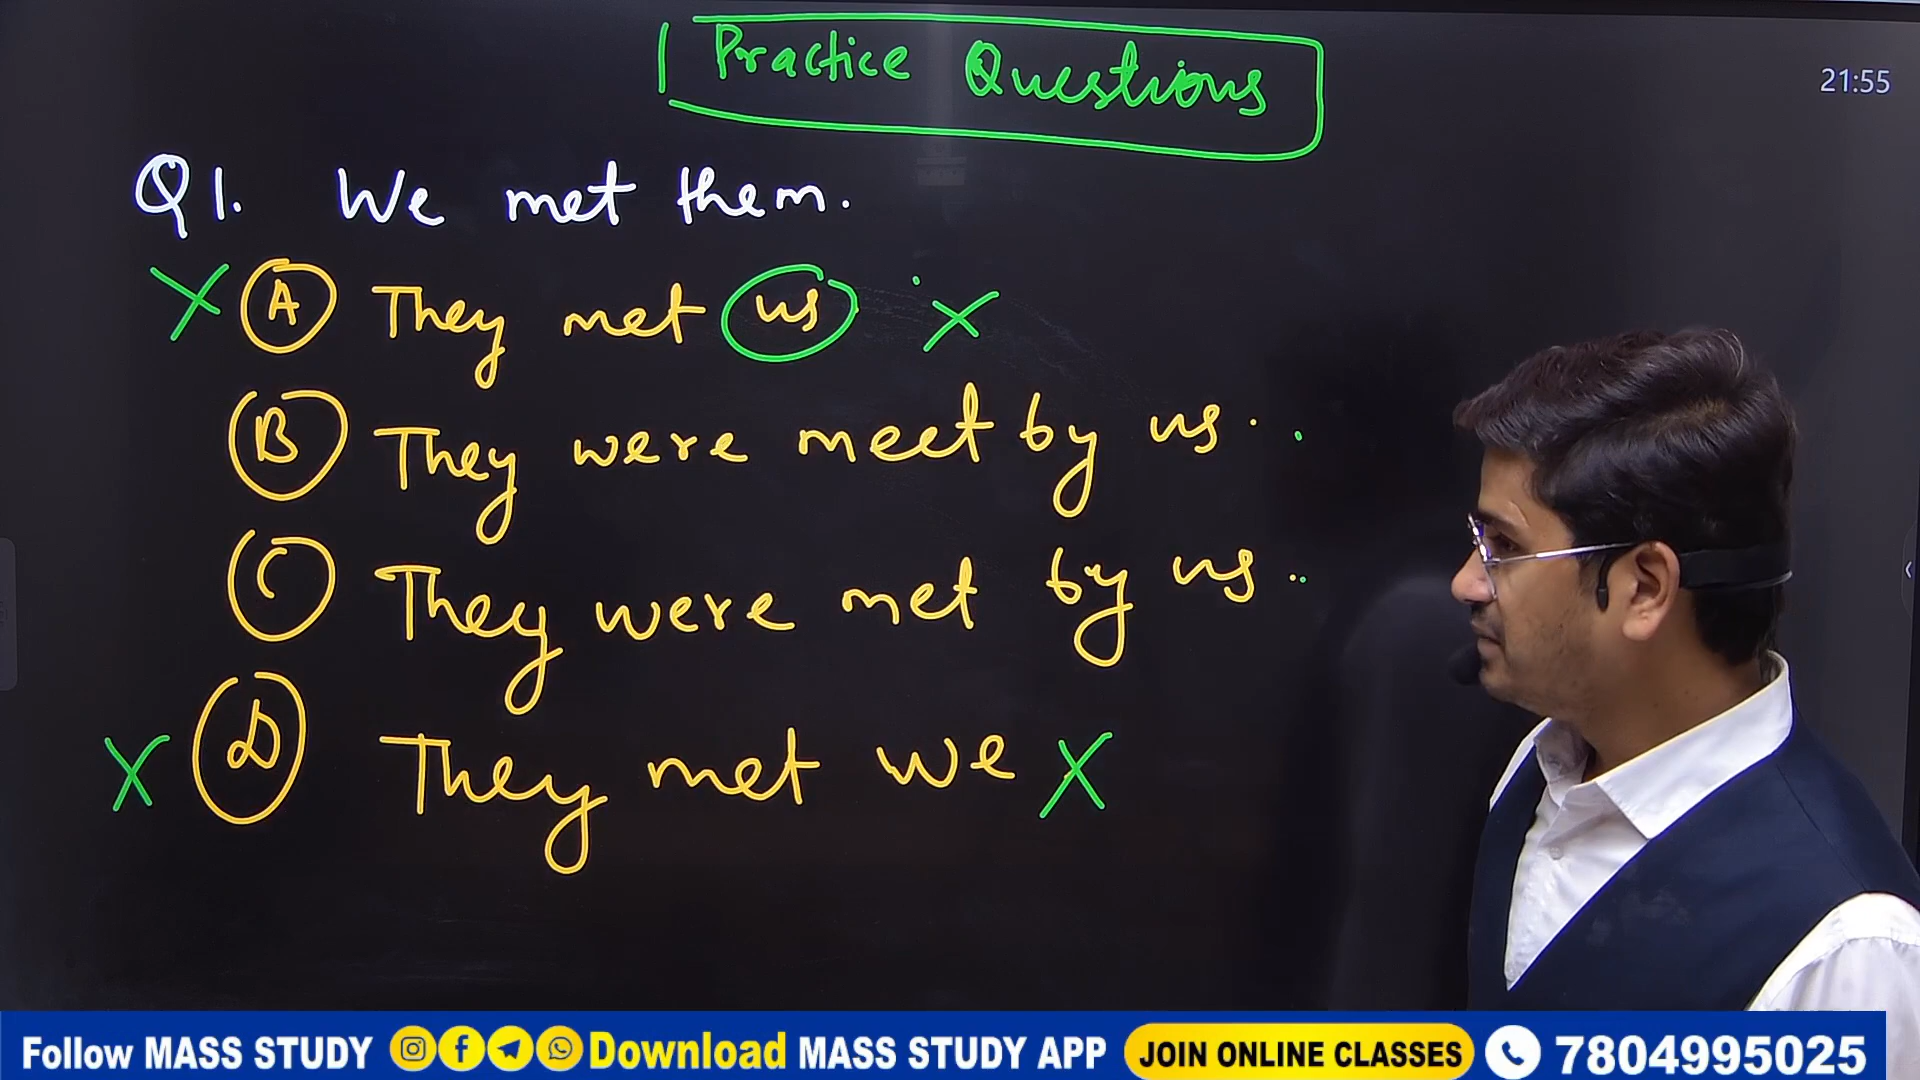 Practice Questions
21:55
Q1. We met them.
X A They met us X
B They were meet by us.
C They were met by us.
X D They met we X
Follow MASS STUDY Download MASS STUDY APP JOIN ONLINE CLASSES 7804995025